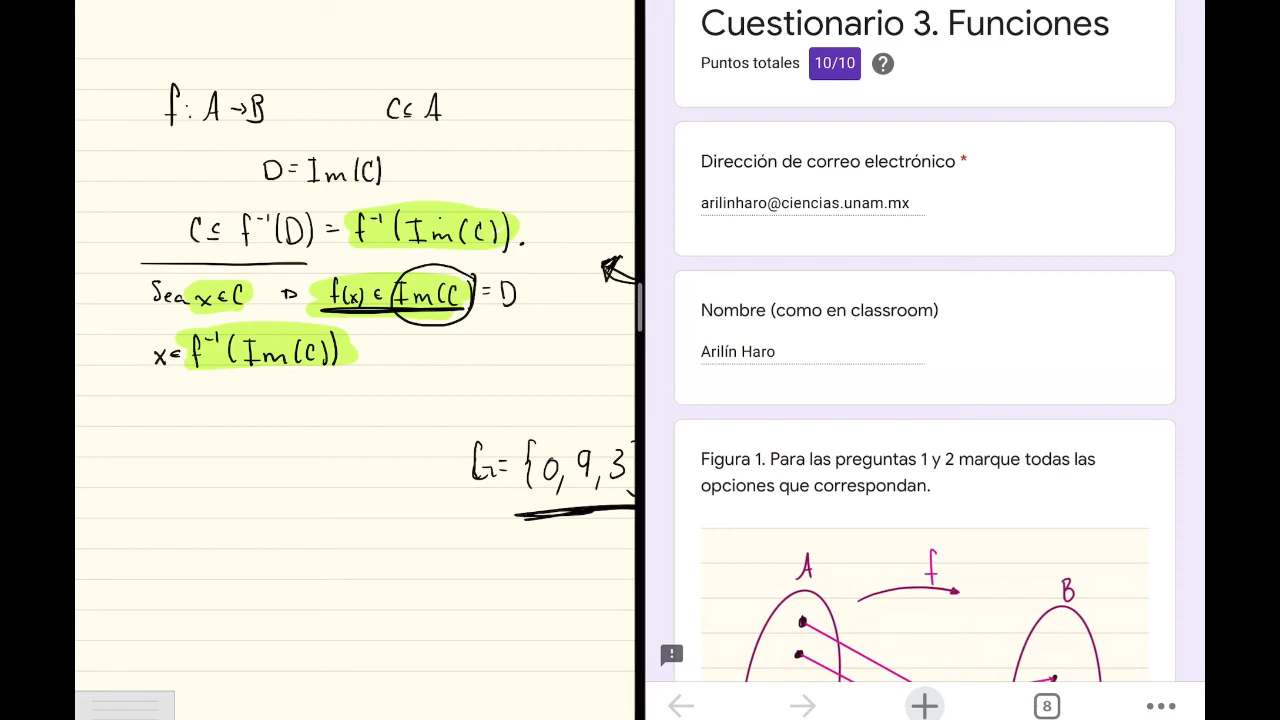 f: A → B    C ⊆ A
D = Im(C)
C ⊆ f⁻¹(D) = f⁻¹(Im(C)).
Sea x ∈ C ⇒ f(x) ∈ Im(C) = D
x ∈ f⁻¹(Im(C))
G = {0, 9, 3}
Cuestionario 3. Funciones
Puntos totales 10/10 ?
Dirección de correo electrónico *
arilinharo@ciencias.unam.mx
Nombre (como en classroom)
Arilín Haro
Figura 1. Para las preguntas 1 y 2 marque todas las
opciones que correspondan.
A f B
!
8